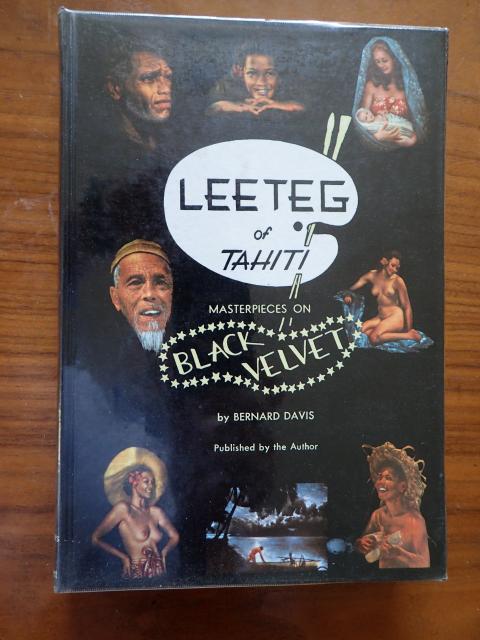 LEETEG
of
TAHITI
MASTERPIECES ON
BLACK VELVET
by BERNARD DAVIS
Published by the Author